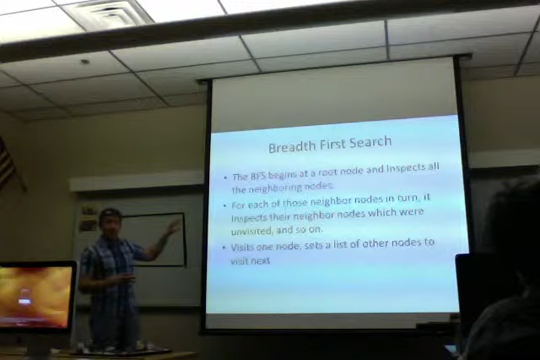 Breadth First Search
• The BFS begins at a root node and Inspects all
the neighboring nodes.
• For each of those neighbor nodes in turn, it
Inspects their neighbor nodes which were
unvisited, and so on.
• Visits one node, sets a list of other nodes to
visit next